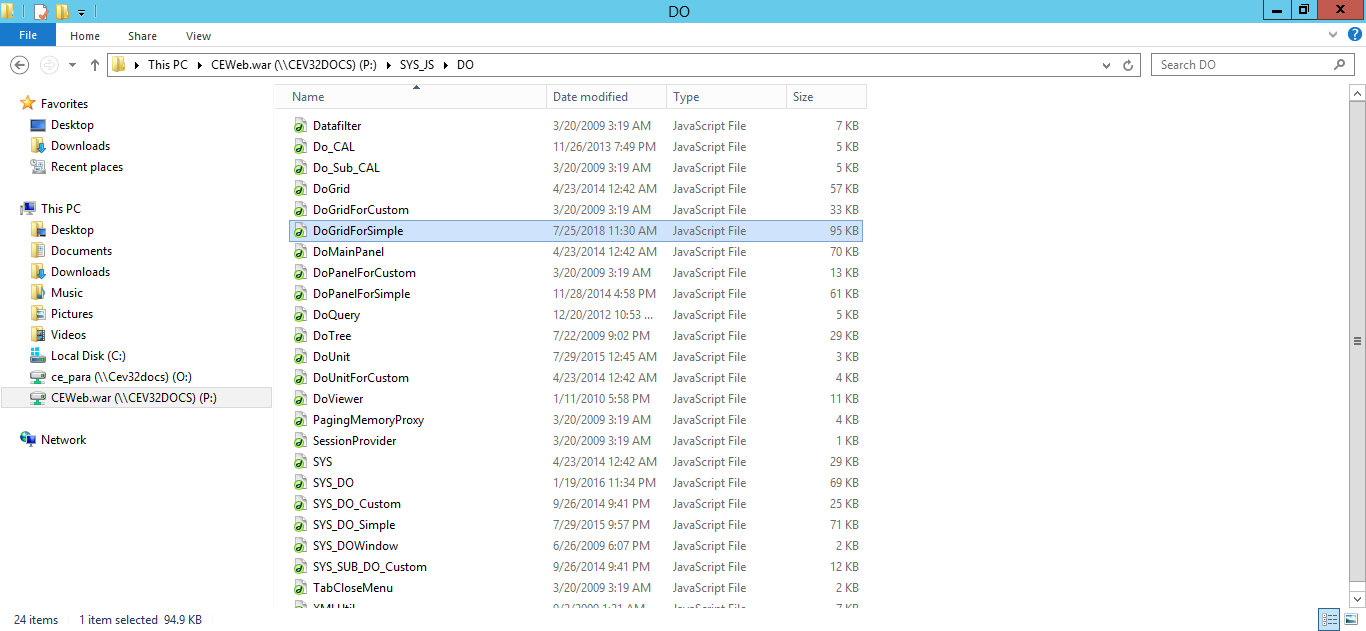 DO
File Home Share View
This PC CEWeb.war (\\CEV32DOCS) (P:) SYS_JS DO
Search DO
Favorites
Desktop
Downloads
Recent places
This PC
Desktop
Documents
Downloads
Music
Pictures
Videos
Local Disk (C:)
ce_para (\\Cev32docs) (O:)
CEWeb.war (\\CEV32DOCS) (P:)
Network
Name Date modified Type Size
Datafilter 3/20/2009 3:19 AM JavaScript File 7 KB
Do_CAL 11/26/2013 7:49 PM JavaScript File 5 KB
Do_Sub_CAL 3/20/2009 3:19 AM JavaScript File 5 KB
DoGrid 4/23/2014 12:42 AM JavaScript File 57 KB
DoGridForCustom 3/20/2009 3:19 AM JavaScript File 33 KB
DoGridForSimple 7/25/2018 11:30 AM JavaScript File 95 KB
DoMainPanel 4/23/2014 12:42 AM JavaScript File 70 KB
DoPanelForCustom 3/20/2009 3:19 AM JavaScript File 13 KB
DoPanelForSimple 11/28/2014 4:58 PM JavaScript File 61 KB
DoQuery 12/20/2012 10:53 ... JavaScript File 5 KB
DoTree 7/22/2009 9:02 PM JavaScript File 29 KB
DoUnit 7/29/2015 12:45 AM JavaScript File 3 KB
DoUnitForCustom 4/23/2014 12:42 AM JavaScript File 4 KB
DoViewer 1/11/2010 5:58 PM JavaScript File 11 KB
PagingMemoryProxy 3/20/2009 3:19 AM JavaScript File 4 KB
SessionProvider 3/20/2009 3:19 AM JavaScript File 1 KB
SYS 4/23/2014 12:42 AM JavaScript File 29 KB
SYS_DO 1/19/2016 11:34 PM JavaScript File 69 KB
SYS_DO_Custom 9/26/2014 9:41 PM JavaScript File 25 KB
SYS_DO_Simple 7/29/2015 9:57 PM JavaScript File 71 KB
SYS_DOWindow 6/26/2009 6:07 PM JavaScript File 2 KB
SYS_SUB_DO_Custom 9/26/2014 9:41 PM JavaScript File 12 KB
TabCloseMenu 3/20/2009 3:19 AM JavaScript File 2 KB
24 items 1 item selected 94.9 KB